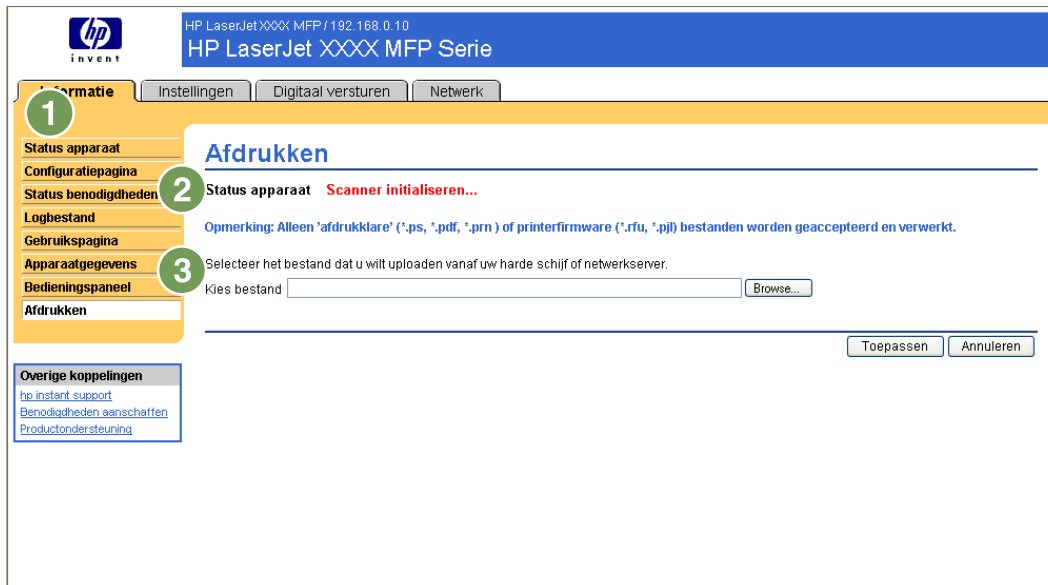 hp
invent
HP LaserJet XXXX MFP / 192.168.0.10
HP LaserJet XXXX MFP Serie
Informatie Instellingen Digitaal versturen Netwerk
1
Status apparaat
Configuratiepagina
Status benodigdheden
Logbestand
Gebruikspagina
Apparaatgegevens
Bedieningspaneel
Afdrukken
Overige koppelingen
hp instant support
Benodigdheden aanschaffen
Productondersteuning
Afdrukken
2
Status apparaat Scanner initialiseren...
Opmerking: Alleen 'afdrukklare' (*.ps, *.pdf, *.prn ) of printerfirmware (*.rfu, *.pjl) bestanden worden geaccepteerd en verwerkt.
3
Selecteer het bestand dat u wilt uploaden vanaf uw harde schijf of netwerkserver.
Kies bestand Browse...
Toepassen Annuleren